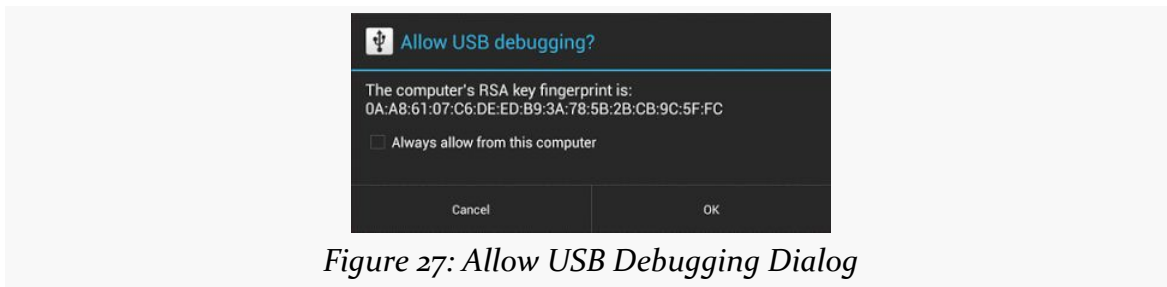 Allow USB debugging?
The computer's RSA key fingerprint is:
0A:A8:61:07:C6:DE:ED:B9:3A:78:5B:2B:CB:9C:5F:FC
Always allow from this computer
Cancel OK
Figure 27: Allow USB Debugging Dialog